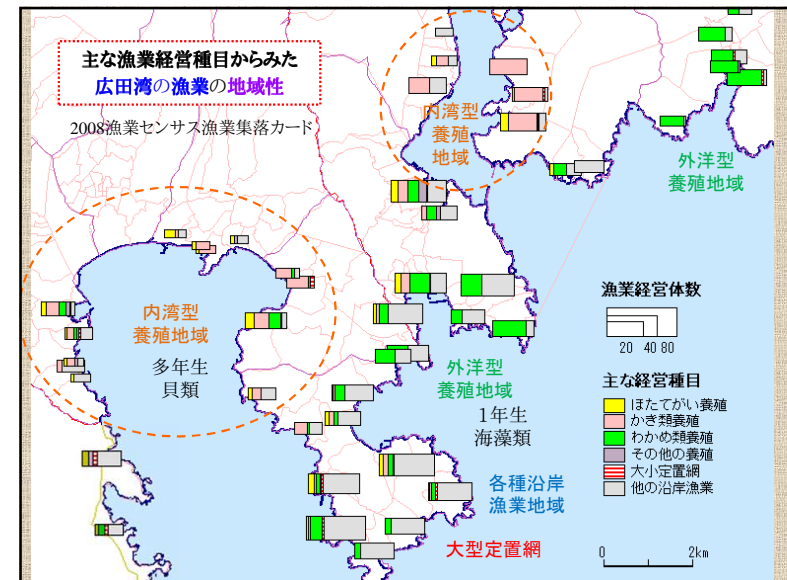 主な漁業経営種目からみた
広田湾の漁業の地域性
2008漁業センサス漁業集落カード
内湾型
養殖
地域
外洋型
養殖地域
内湾型
養殖地域
多年生
貝類
外洋型
養殖地域
1年生
海藻類
各種沿岸
漁業地域
大型定置網
漁業経営体数
20 40 80
主な経営種目
ほたてがい養殖
かき類養殖
わかめ類養殖
その他の養殖
大小定置網
他の沿岸漁業
0 2km